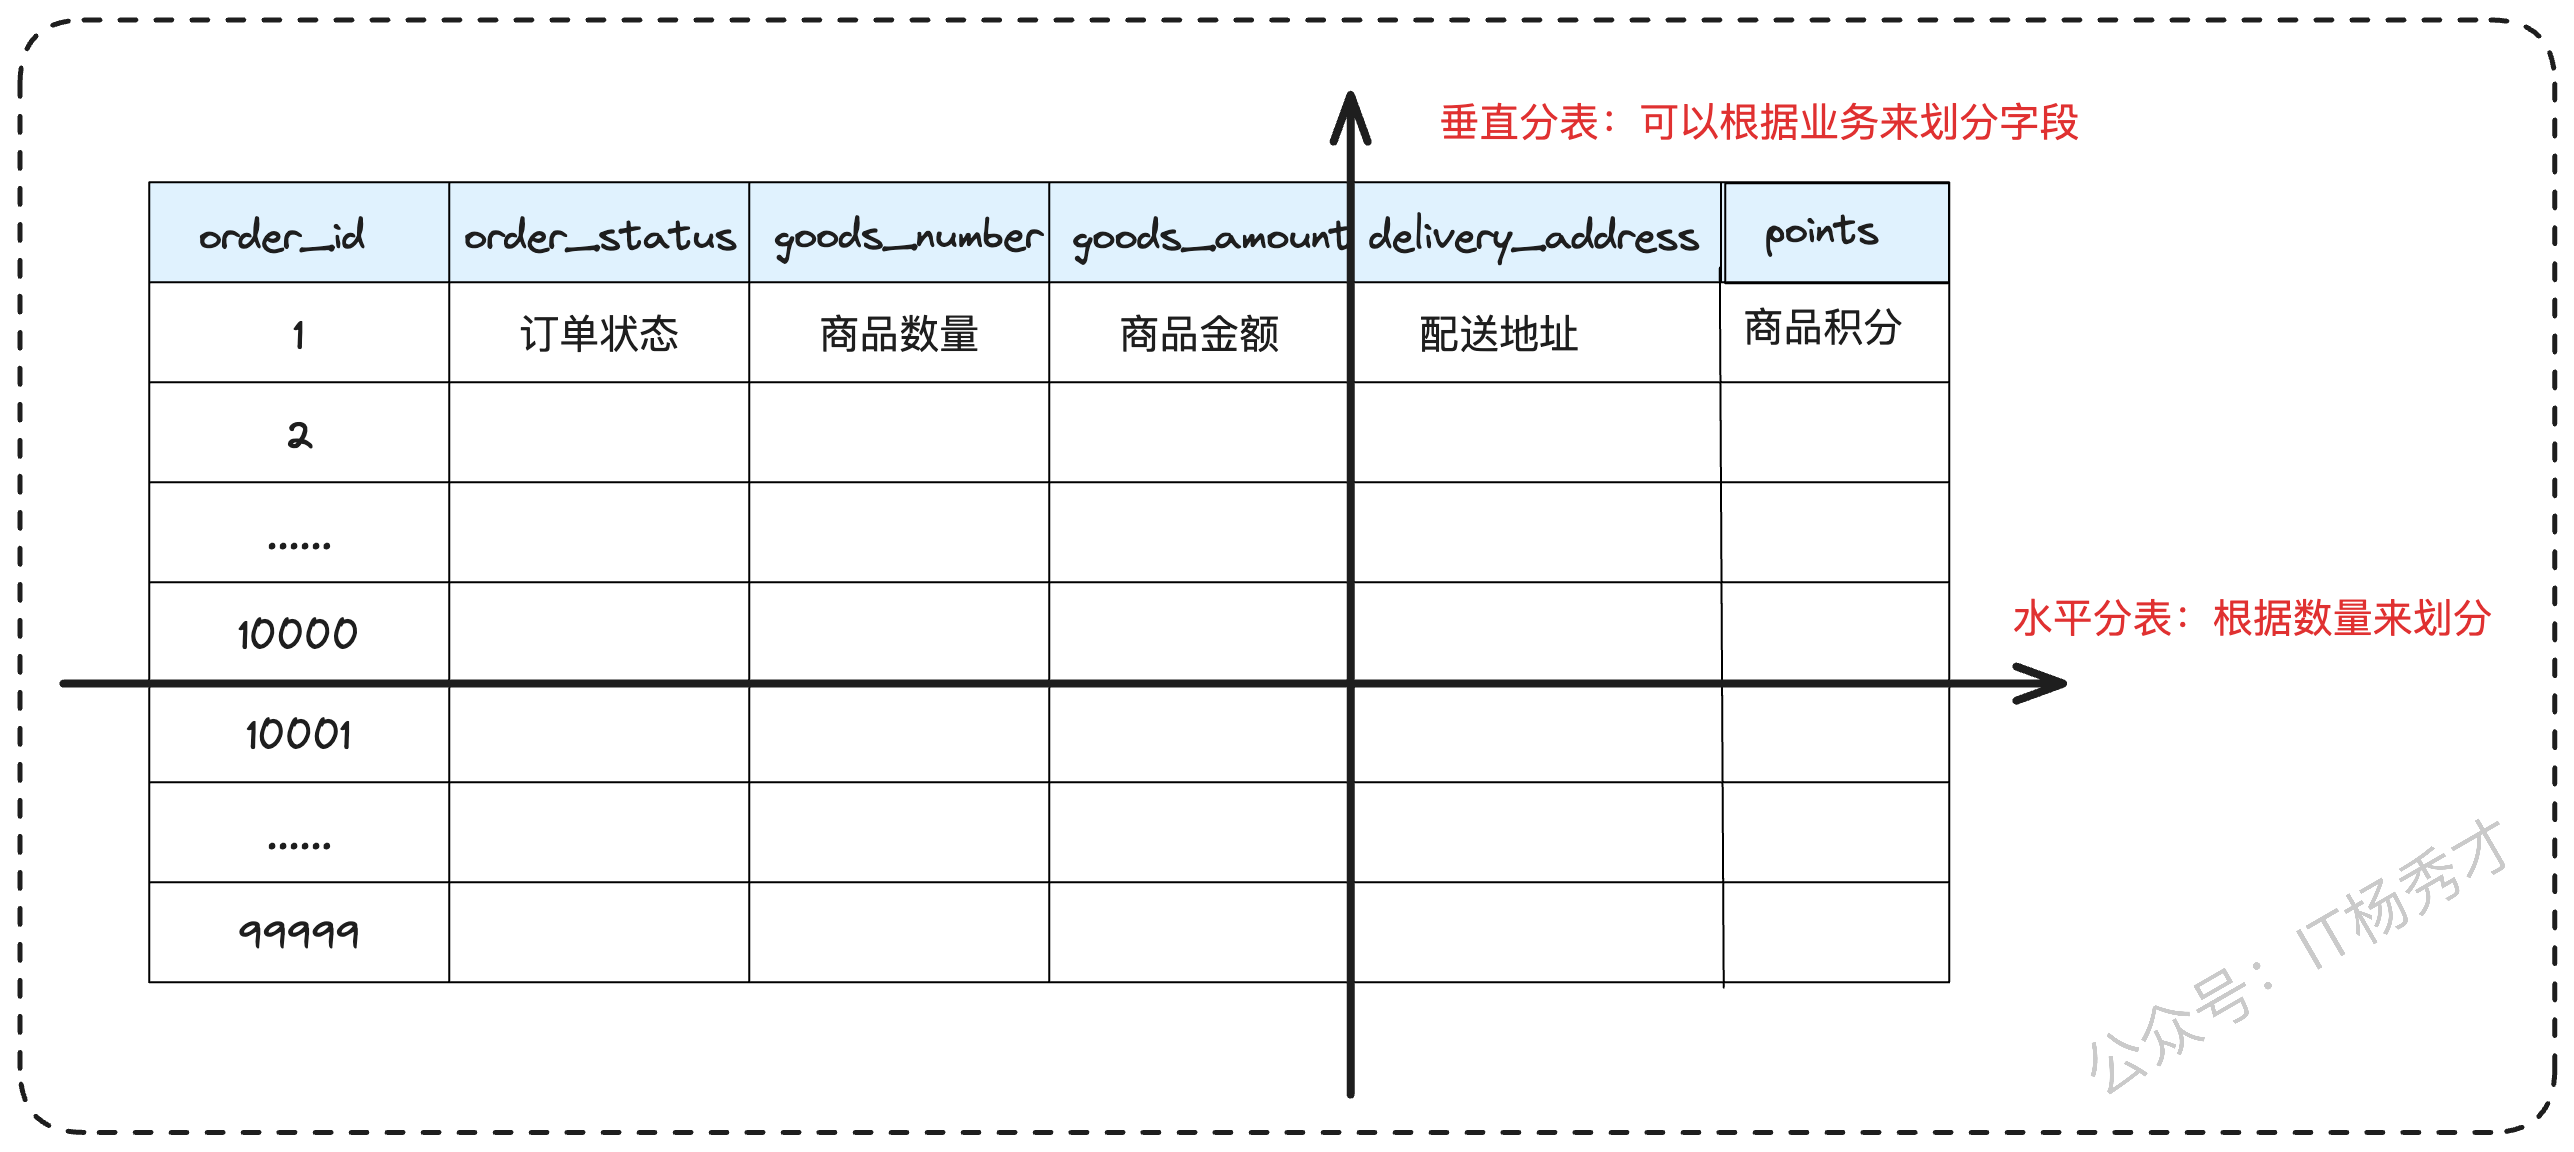 垂直分表：可以根据业务来划分字段
order_id order_status goods_number goods_amount delivery_address points
1 订单状态 商品数量 商品金额 配送地址 商品积分
2
......
10000
水平分表：根据数量来划分
10001
......
99999
公众号：IT杨秀才